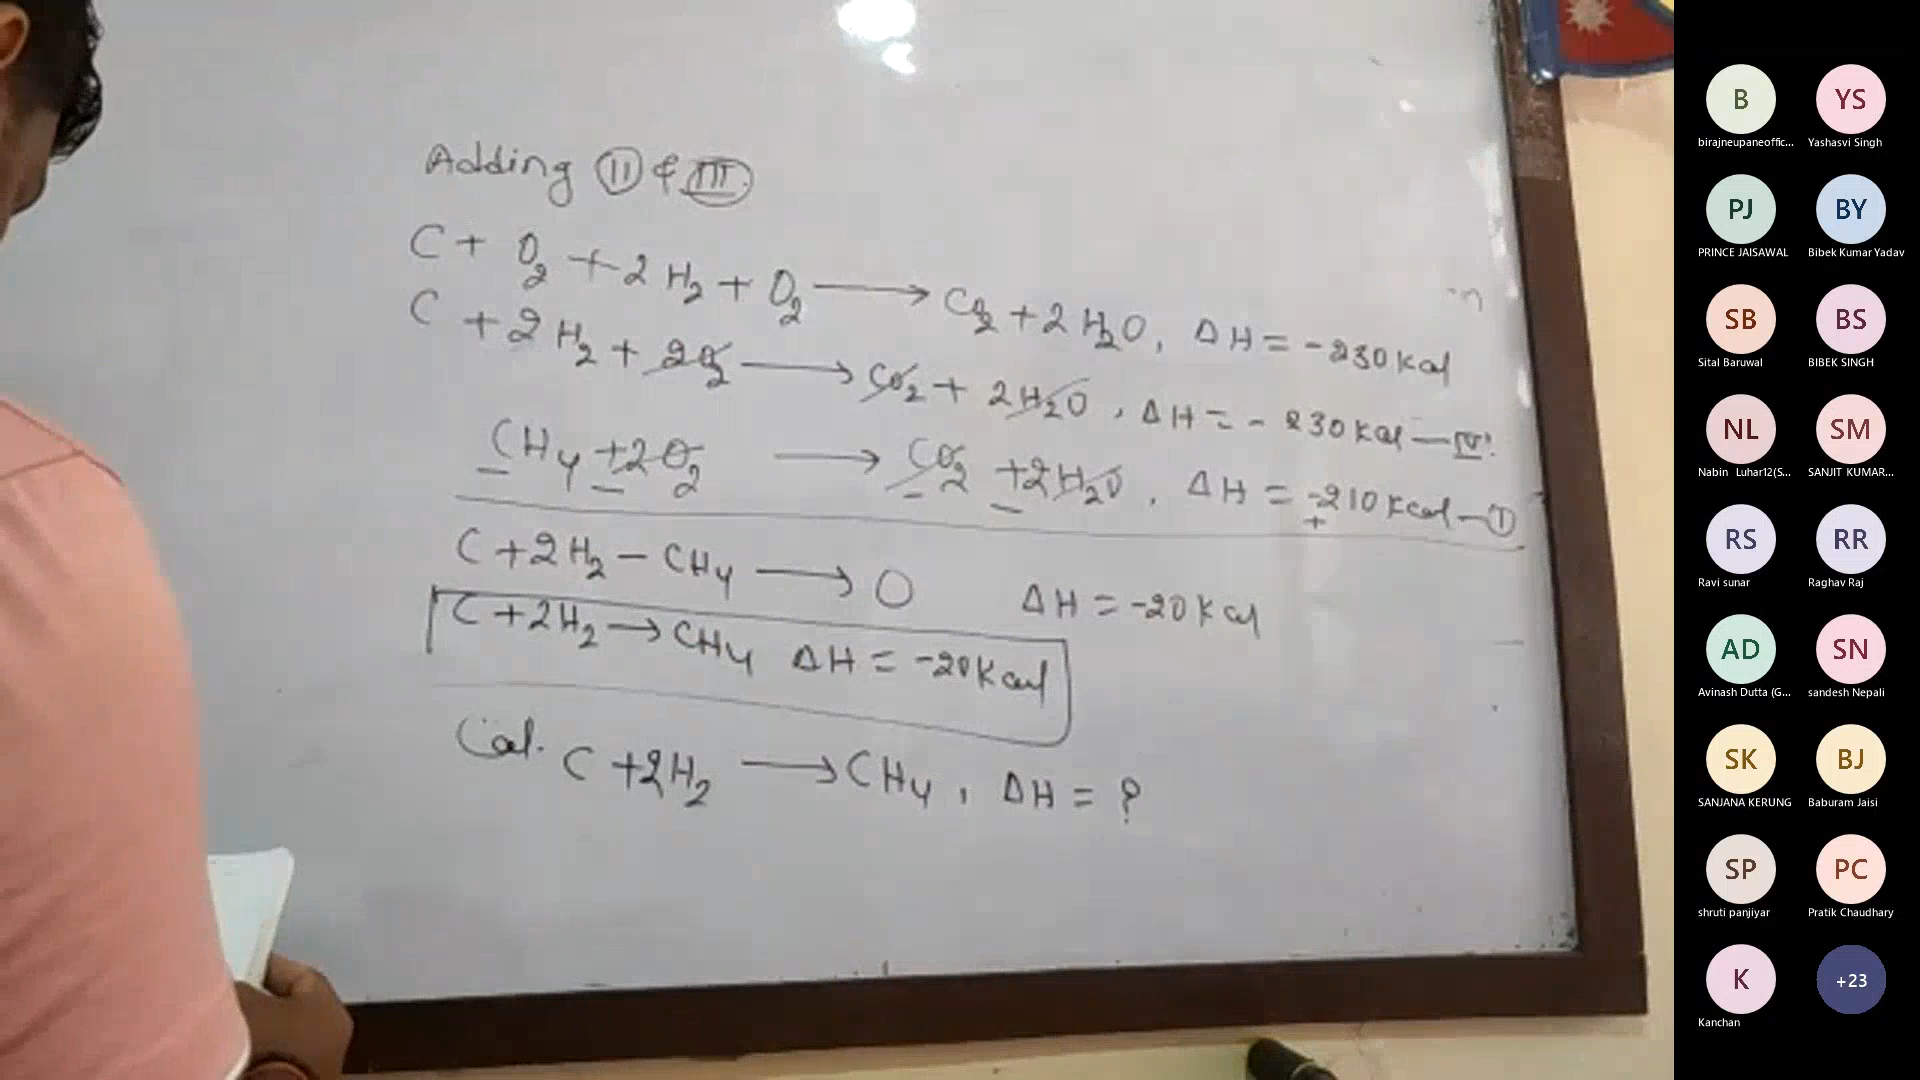 Adding (II) & (III)
C + O2 + 2H2 + O2 ⟶ CO2 + 2H2O, ΔH = -230 Kcal
C + 2H2 + 2O2 ⟶ CO2 + 2H2O, ΔH = - 230 Kcal — IV
CH4 + 2O2 ⟶ CO2 + 2H2O, ΔH = -210 Kcal — (I)
- - - - +
C + 2H2 - CH4 ⟶ O ΔH = -20 Kcal
C + 2H2 ⟶ CH4 ΔH = -20 Kcal
Cal. C + 2H2 ⟶ CH4, ΔH = ?
B YS
birajneupaneoffic... Yashasvi Singh
PJ BY
PRINCE JAISAWAL Bibek Kumar Yadav
SB BS
Sital Baruwal BIBEK SINGH
NL SM
Nabin Luhar12(S... SANJIT KUMAR...
RS RR
Ravi sunar Raghav Raj
AD SN
Avinash Dutta (G... sandesh Nepali
SK BJ
SANJANA KERUNG Baburam Jaisi
SP PC
shruti panjiyar Pratik Chaudhary
K +23
Kanchan